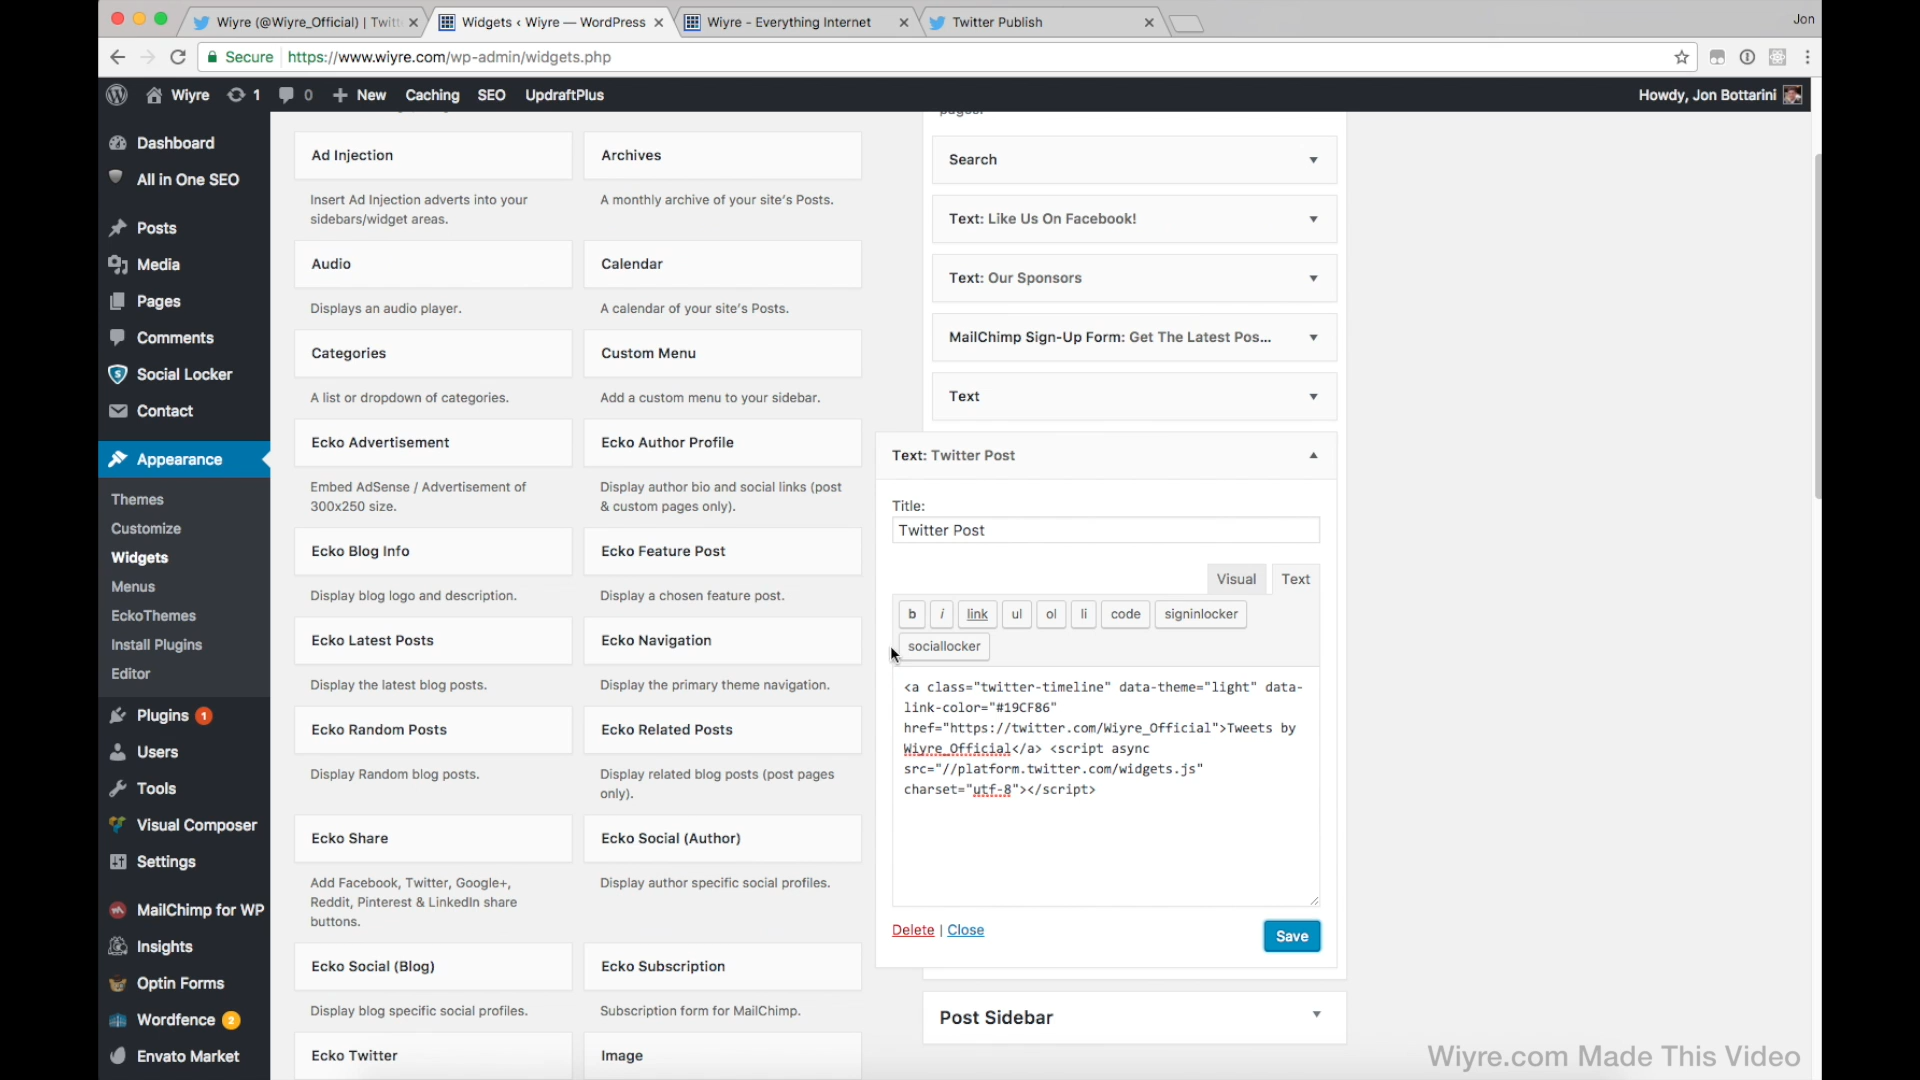 Wiyre (@Wiyre_Official) | Twitt
Widgets ‹ Wiyre — WordPress
Wiyre - Everything Internet
Twitter Publish
Jon
Secure
https://www.wiyre.com/wp-admin/widgets.php
Wiyre
1
0
New
Caching
SEO
UpdraftPlus
Howdy, Jon Bottarini
Dashboard
All in One SEO
Posts
Media
Pages
Comments
Social Locker
Contact
Appearance
Themes
Customize
Widgets
Menus
EckoThemes
Install Plugins
Editor
Plugins 1
Users
Tools
Visual Composer
Settings
MailChimp for WP
Insights
Optin Forms
Wordfence 2
Envato Market
Ad Injection
Insert Ad Injection adverts into your
sidebars/widget areas.
Archives
A monthly archive of your site's Posts.
Audio
Displays an audio player.
Calendar
A calendar of your site's Posts.
Categories
A list or dropdown of categories.
Custom Menu
Add a custom menu to your sidebar.
Ecko Advertisement
Embed AdSense / Advertisement of
300x250 size.
Ecko Author Profile
Display author bio and social links (post
& custom pages only).
Ecko Blog Info
Display blog logo and description.
Ecko Feature Post
Display a chosen feature post.
Ecko Latest Posts
Display the latest blog posts.
Ecko Navigation
Display the primary theme navigation.
Ecko Random Posts
Display Random blog posts.
Ecko Related Posts
Display related blog posts (post pages
only).
Ecko Share
Add Facebook, Twitter, Google+,
Reddit, Pinterest & LinkedIn share
buttons.
Ecko Social (Author)
Display author specific social profiles.
Ecko Social (Blog)
Display blog specific social profiles.
Ecko Subscription
Subscription form for MailChimp.
Ecko Twitter
Image
pages.
Search
Text: Like Us On Facebook!
Text: Our Sponsors
MailChimp Sign-Up Form: Get The Latest Pos...
Text
Text: Twitter Post
Title:
Twitter Post
Visual
Text
b
i
link
ul
ol
li
code
signinlocker
sociallocker
<a class="twitter-timeline" data-theme="light" data-
link-color="#19CF86"
href="https://twitter.com/Wiyre_Official">Tweets by
Wiyre_Official</a> <script async
src="//platform.twitter.com/widgets.js"
charset="utf-8"></script>
Delete | Close
Save
Post Sidebar
Wiyre.com Made This Video